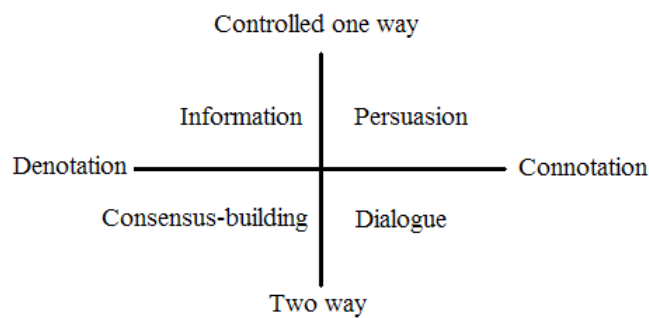 Controlled one way
Information Persuasion
Denotation Connotation
Consensus-building Dialogue
Two way